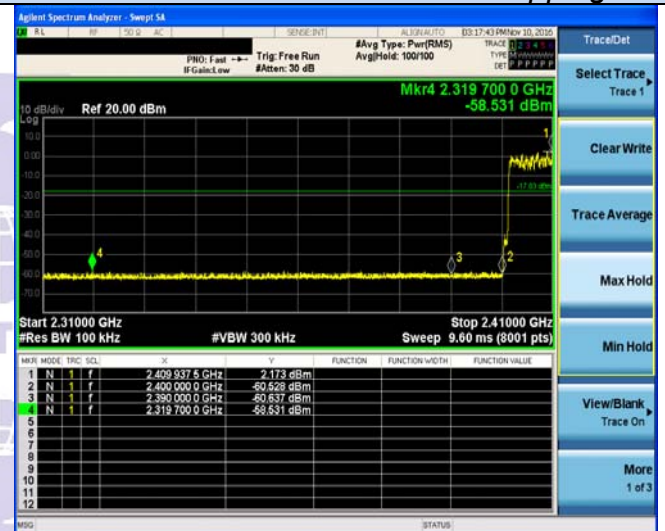 Agilent Spectrum Analyzer - Swept SA
RL RF 50 Ω AC SENSE:INT ALIGNAUTO 03:17:43 PM Nov 10, 2016
PNO: Fast Trig: Free Run #Avg Type: Pwr(RMS) TRACE 1 2 3 4 5 6
IFGain:Low #Atten: 30 dB Avg|Hold: 100/100 TYPE
DET P P P P P P
Mkr4 2.319 700 0 GHz
-58.531 dBm
10 dB/div Ref 20.00 dBm
Log
10.0
0.00
-10.0
-20.0
-30.0
-40.0
-50.0
-60.0
-70.0
1
-17.83 dBm
4
3
2
Start 2.31000 GHz Stop 2.41000 GHz
#Res BW 100 kHz #VBW 300 kHz Sweep 9.60 ms (8001 pts)
MKR MODE TRC SCL X Y FUNCTION FUNCTION WIDTH FUNCTION VALUE
1 N 1 f 2.409 937 5 GHz 2.173 dBm
2 N 1 f 2.400 000 0 GHz -60.528 dBm
3 N 1 f 2.390 000 0 GHz -60.637 dBm
4 N 1 f 2.319 700 0 GHz -58.531 dBm
5
6
7
8
9
10
11
12
MSG STATUS
Trace/Det
Select Trace
Trace 1
Clear Write
Trace Average
Max Hold
Min Hold
View/Blank
Trace On
More
1 of 3